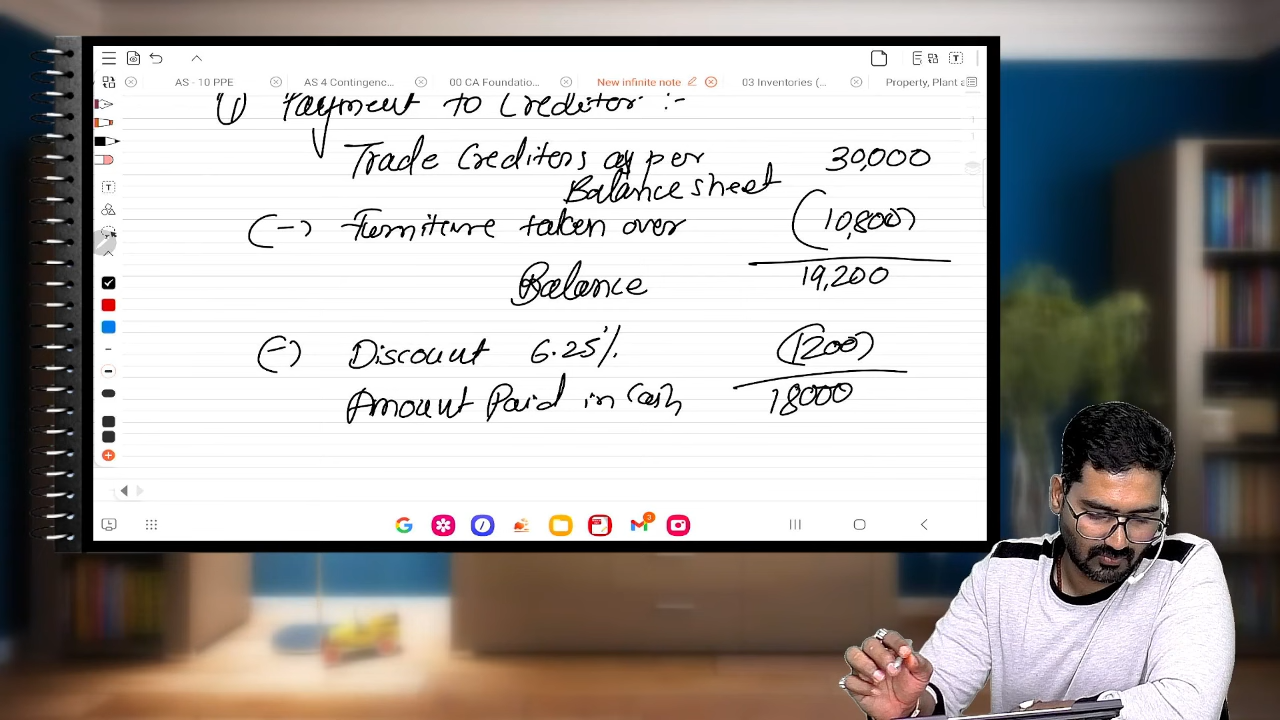 AS - 10 PPE
AS 4 Contingenc...
00 CA Foundatio...
New infinite note
03 Inventories (...
Property, Plant a
1) Payment to Creditor :-
Trade Creditors as per 30,000
Balance sheet
(-) Furniture taken over (10,800)
Balance 19,200
(-) Discount 6.25% (1200)
Amount Paid in Cash 18000
3